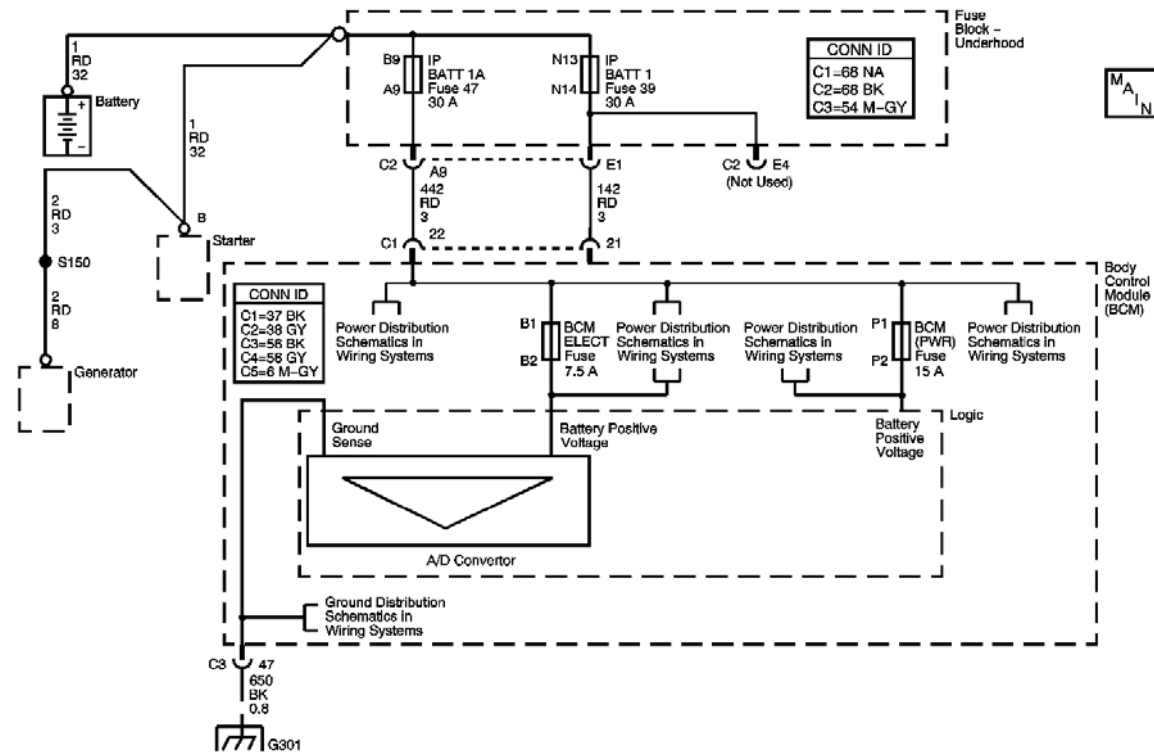 Fuse
Block –
Underhood
CONN ID
C1=68 NA
C2=68 BK
C3=54 M-GY
M
A
I
N
1
RD
32
Battery
+
–
1
RD
32
B9
A9
IP
BATT 1A
Fuse 47
30 A
N13
N14
IP
BATT 1
Fuse 39
30 A
C2
A9
E1
C2
E4
(Not Used)
442
RD
3
142
RD
3
22
C1
21
2
RD
3
B
Starter
S150
2
RD
8
Generator
Body
Control
Module
(BCM)
CONN ID
C1=37 BK
C2=38 GY
C3=56 BK
C4=56 GY
C5=6 M-GY
Power Distribution
Schematics in
Wiring Systems
B1
B2
BCM
ELECT
Fuse
7.5 A
Power Distribution
Schematics in
Wiring Systems
Power Distribution
Schematics in
Wiring Systems
P1
P2
BCM
(PWR)
Fuse
15 A
Power Distribution
Schematics in
Wiring Systems
Ground
Sense
Battery Positive
Voltage
Battery
Positive
Voltage
Logic
A/D Convertor
Ground Distribution
Schematics in
Wiring Systems
C3
47
650
BK
0.8
G301